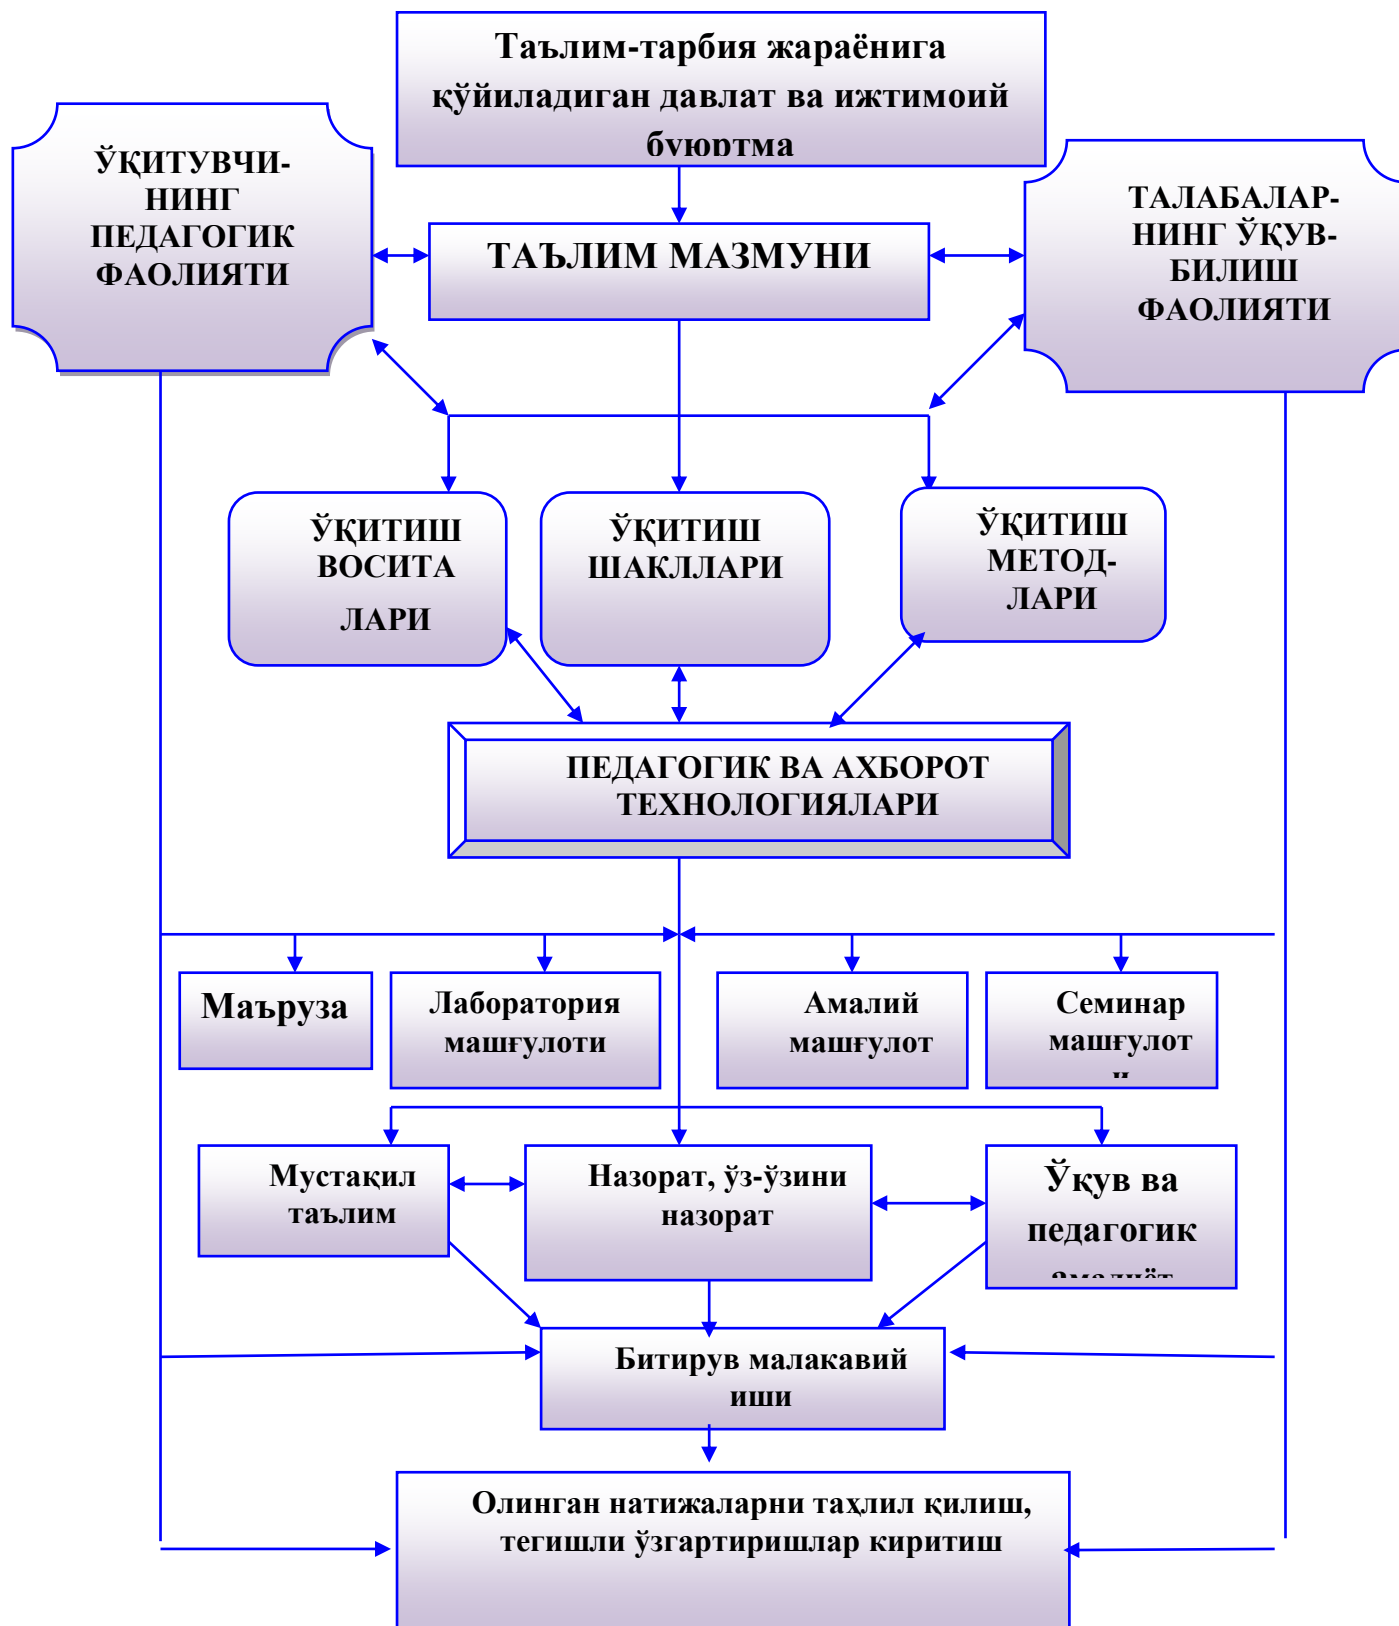 Таълим-тарбия жараёнига
қўйиладиган давлат ва ижтимоий
буюртма
ЎҚИТУВЧИ-
НИНГ
ПЕДАГОГИК
ФАОЛИЯТИ
ТАЪЛИМ МАЗМУНИ
ТАЛАБАЛАР-
НИНГ ЎҚУВ-
БИЛИШ
ФАОЛИЯТИ
ЎҚИТИШ
ВОСИТА
ЛАРИ
ЎҚИТИШ
ШАКЛЛАРИ
ЎҚИТИШ
МЕТОД-
ЛАРИ
ПЕДАГОГИК ВА АХБОРОТ
ТЕХНОЛОГИЯЛАРИ
Маъруза
Лаборатория
машғулоти
Амалий
машғулот
Семинар
машғулот
и
Мустақил
таълим
Назорат, ўз-ўзини
назорат
Ўқув ва
педагогик
амалиёт
Битирув малакавий
иши
Олинган натижаларни таҳлил қилиш,
тегишли ўзгартиришлар киритиш